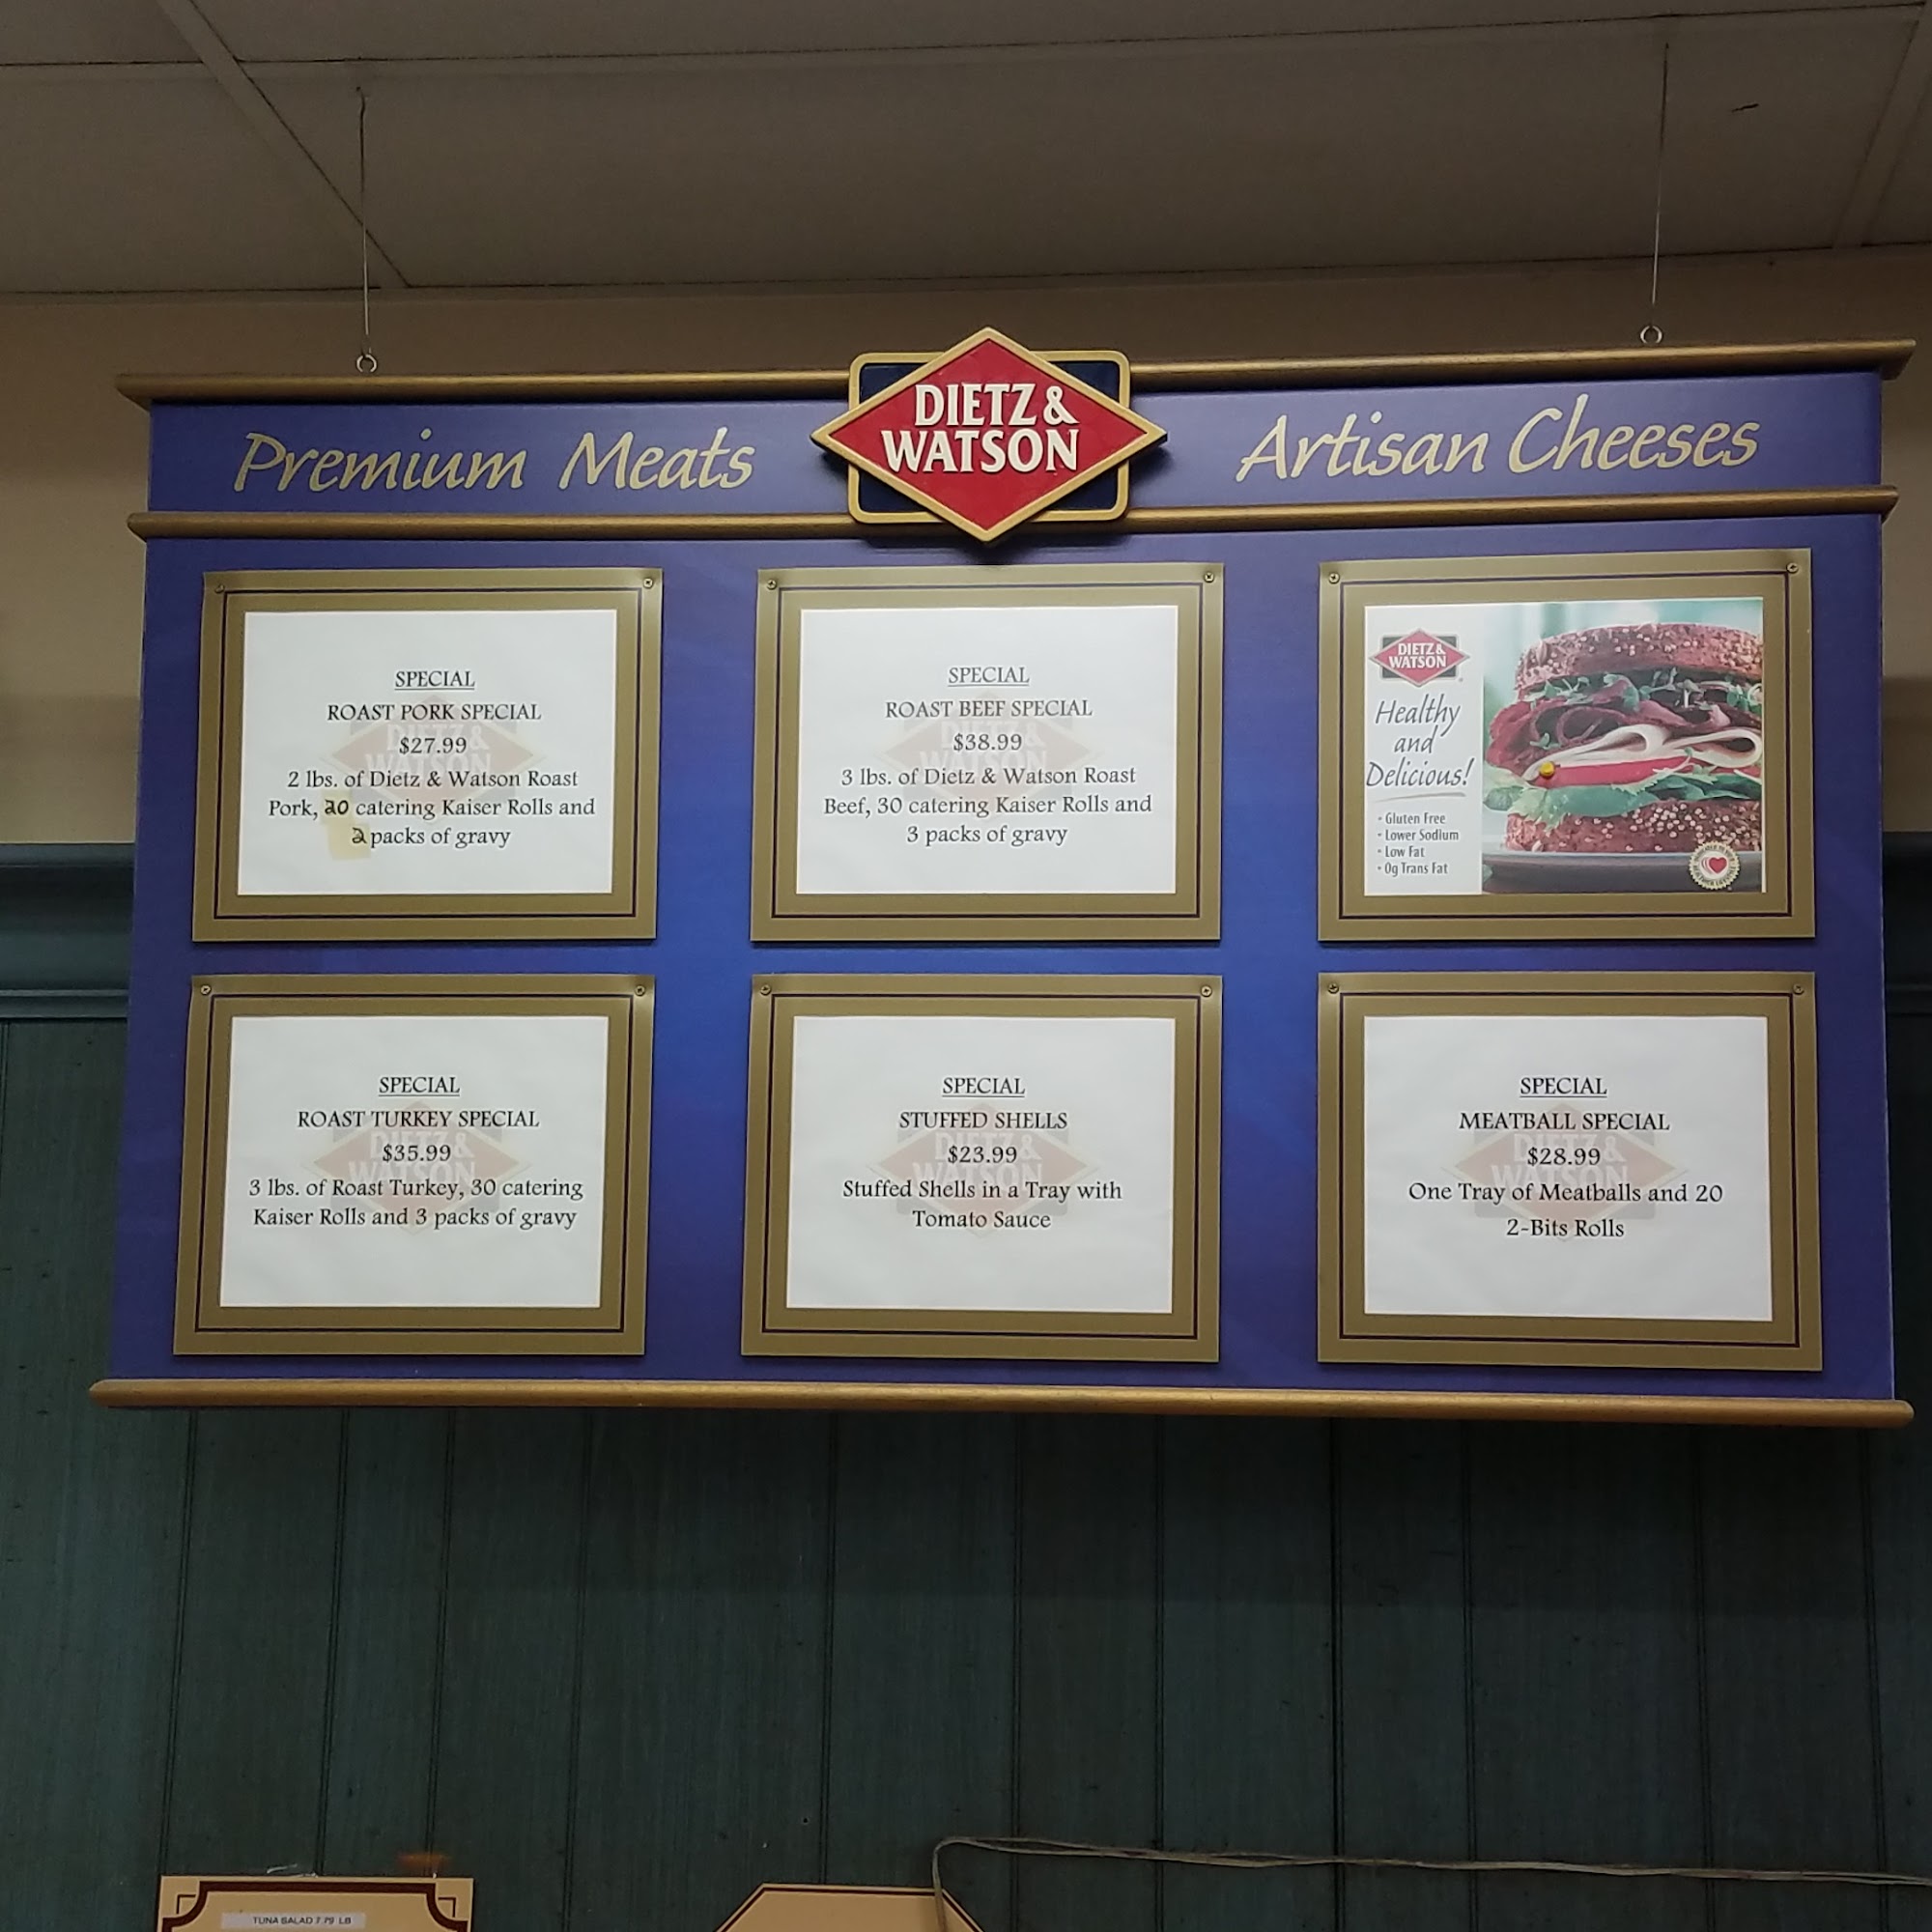 Premium Meats
DIETZ &
WATSON
Artisan Cheeses
SPECIAL
ROAST PORK SPECIAL
$27.99
2 lbs. of Dietz & Watson Roast
Pork, 20 catering Kaiser Rolls and
2 packs of gravy
SPECIAL
ROAST BEEF SPECIAL
$38.99
3 lbs. of Dietz & Watson Roast
Beef, 30 catering Kaiser Rolls and
3 packs of gravy
DIETZ &
WATSON
Healthy
and
Delicious!
• Gluten Free
• Lower Sodium
• Low Fat
• 0g Trans Fat
SPECIAL
ROAST TURKEY SPECIAL
$35.99
3 lbs. of Roast Turkey, 30 catering
Kaiser Rolls and 3 packs of gravy
SPECIAL
STUFFED SHELLS
$23.99
Stuffed Shells in a Tray with
Tomato Sauce
SPECIAL
MEATBALL SPECIAL
$28.99
One Tray of Meatballs and 20
2-Bits Rolls
TUNA SALAD 7.79 LB